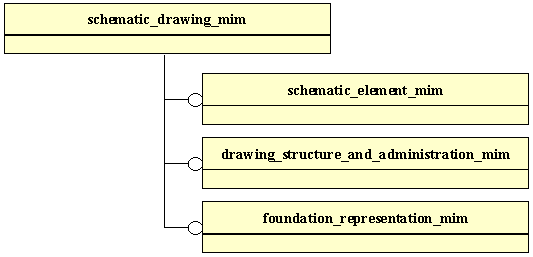 schematic_drawing_mim
schematic_element_mim
drawing_structure_and_administration_mim
foundation_representation_mim